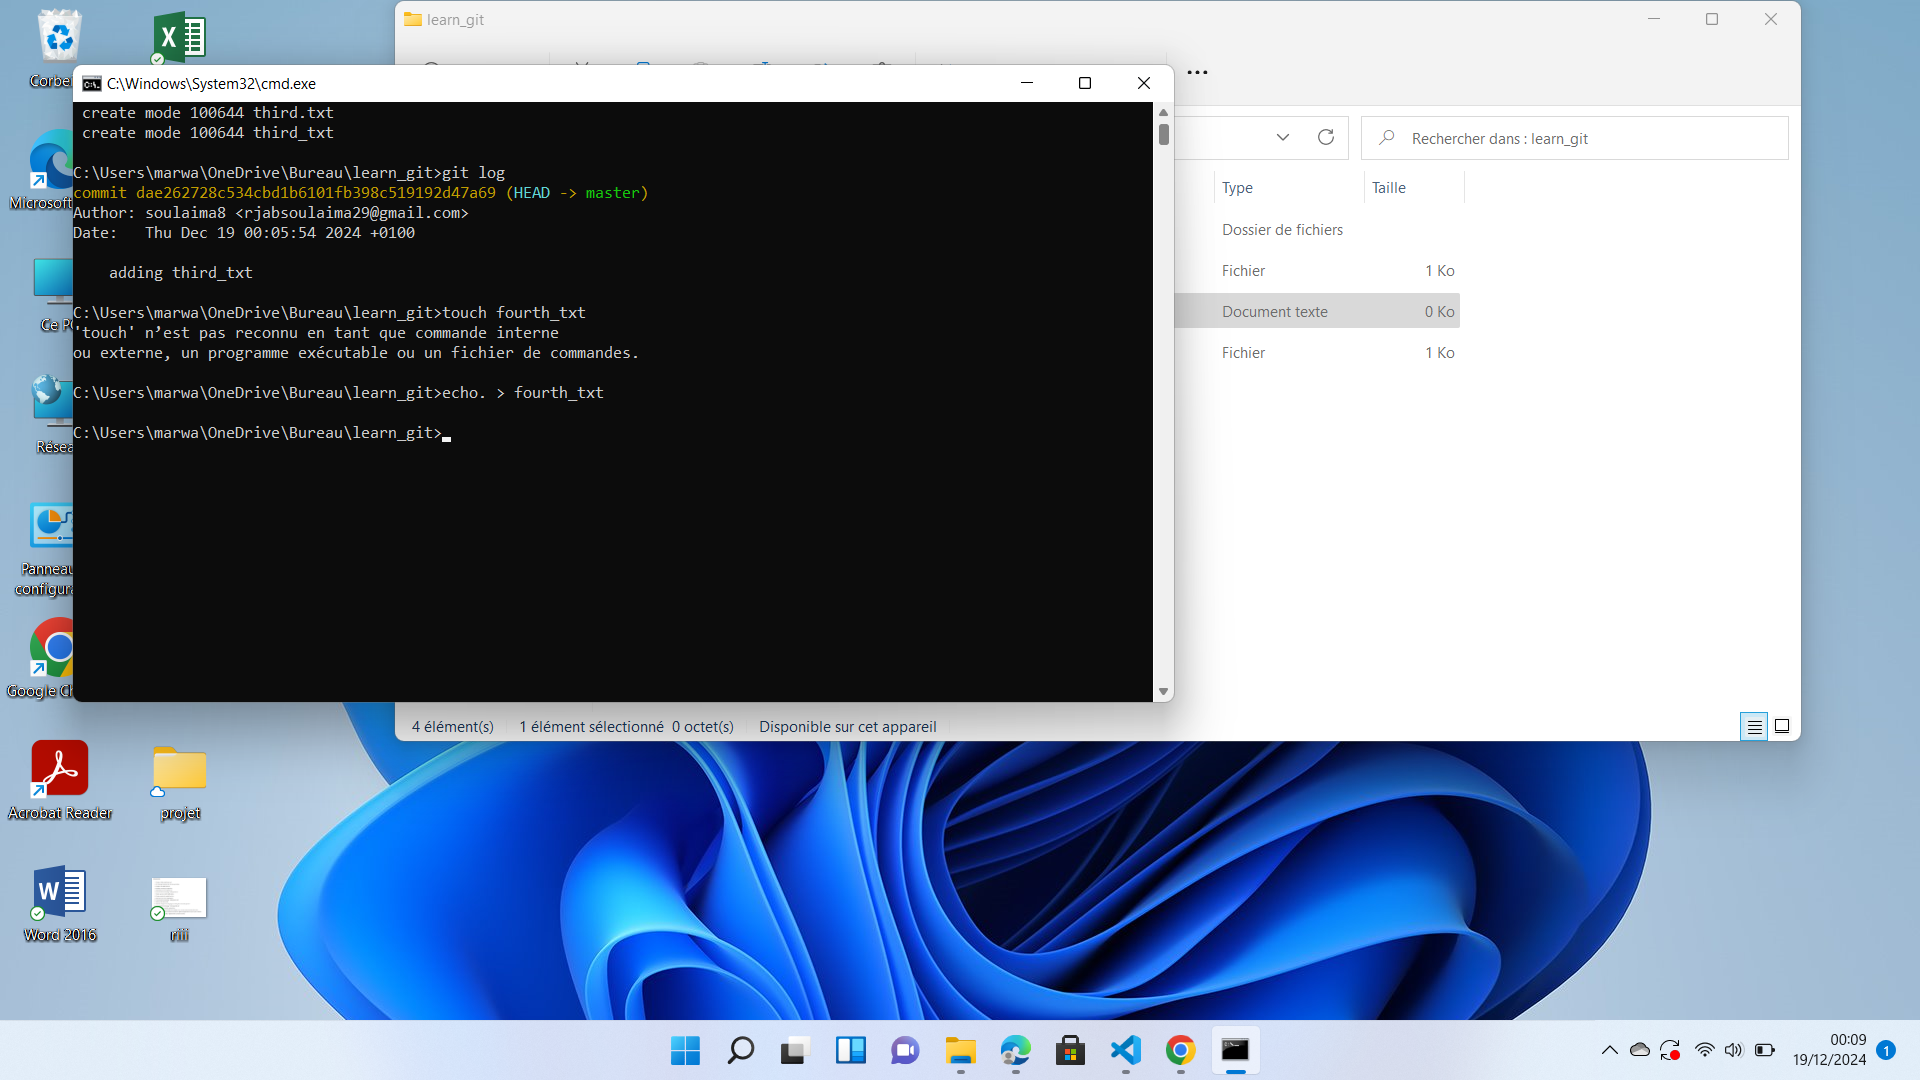 learn_git
C:\Windows\System32\cmd.exe
create mode 100644 third.txt
create mode 100644 third_txt
C:\Users\marwa\OneDrive\Bureau\learn_git>git log
commit dae262728c534cbd1b6101fb398c519192d47a69 (HEAD -> master)
Author: soulaima8 <rjabsoulaima29@gmail.com>
Date:   Thu Dec 19 00:05:54 2024 +0100
adding third_txt
C:\Users\marwa\OneDrive\Bureau\learn_git>touch fourth_txt
'touch' n’est pas reconnu en tant que commande interne
ou externe, un programme exécutable ou un fichier de commandes.
C:\Users\marwa\OneDrive\Bureau\learn_git>echo. > fourth_txt
C:\Users\marwa\OneDrive\Bureau\learn_git>
Rechercher dans : learn_git
Type Taille
Dossier de fichiers
Fichier 1 Ko
Document texte 0 Ko
Fichier 1 Ko
4 élément(s) 1 élément sélectionné 0 octet(s) Disponible sur cet appareil
Microsoft
Ce
Google
Acrobat Reader
projet
Word 2016
riii
00:09
19/12/2024
1